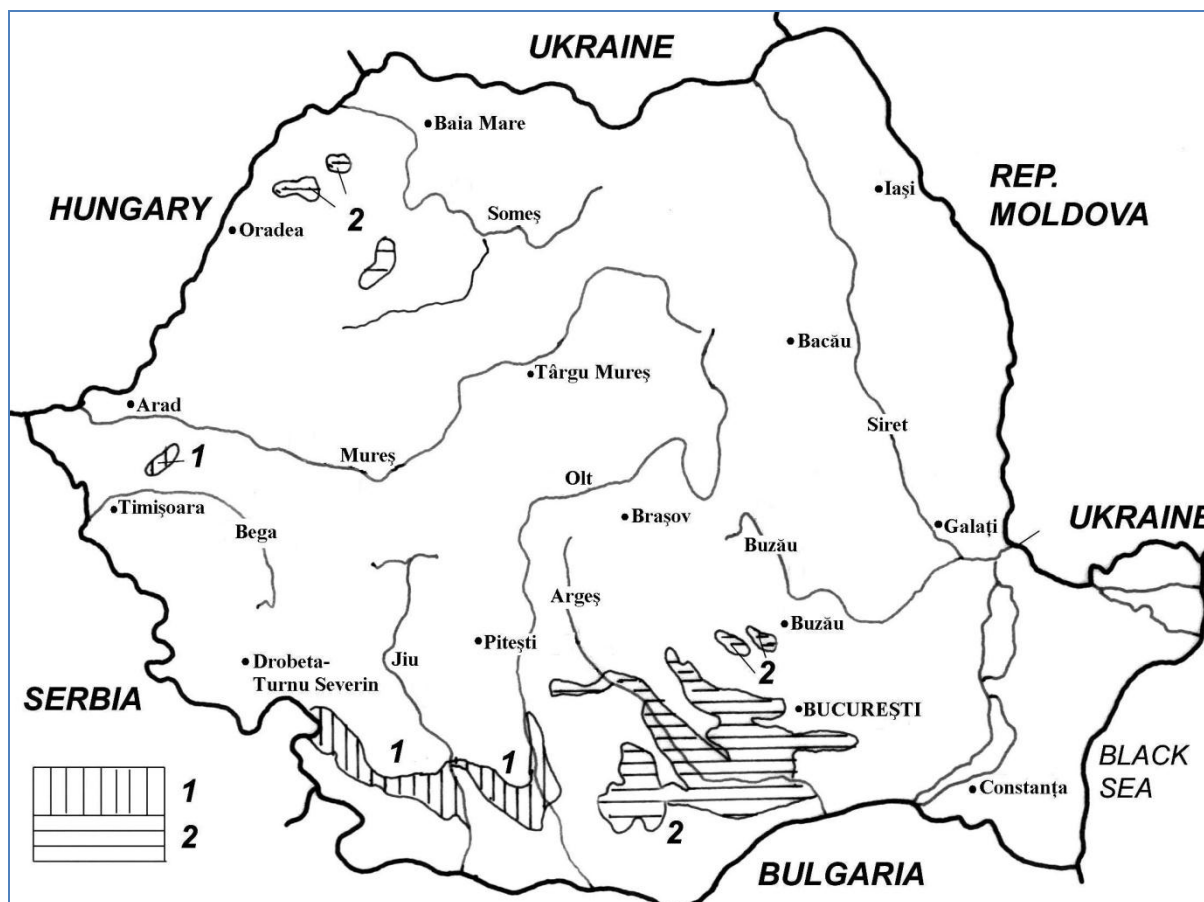 UKRAINE
Baia Mare
Iași
REP.
MOLDOVA
HUNGARY
2
Someș
Oradea
Bacău
Târgu Mureș
Arad
Siret
1
Mureș
Olt
Timișoara
Brașov
Galați
UKRAINE
Bega
Buzău
Argeș
Buzău
Pitești
Jiu
2
Drobeta-
Turnu Severin
SERBIA
BUCUREȘTI
1
1
BLACK
SEA
1
Constanța
2
2
BULGARIA